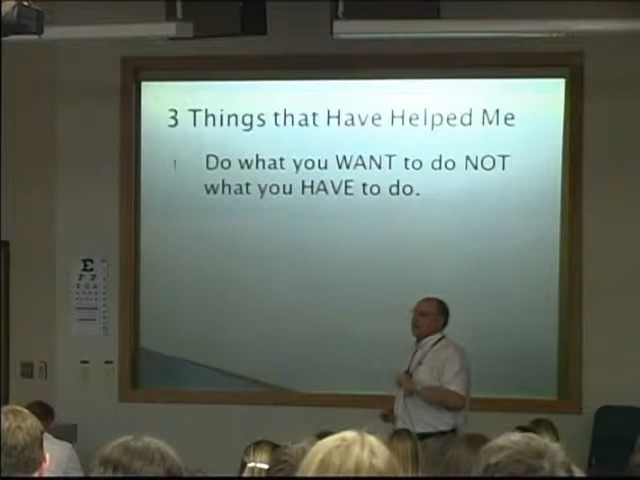 3 Things that Have Helped Me
Do what you WANT to do NOT
what you HAVE to do.
E
F P